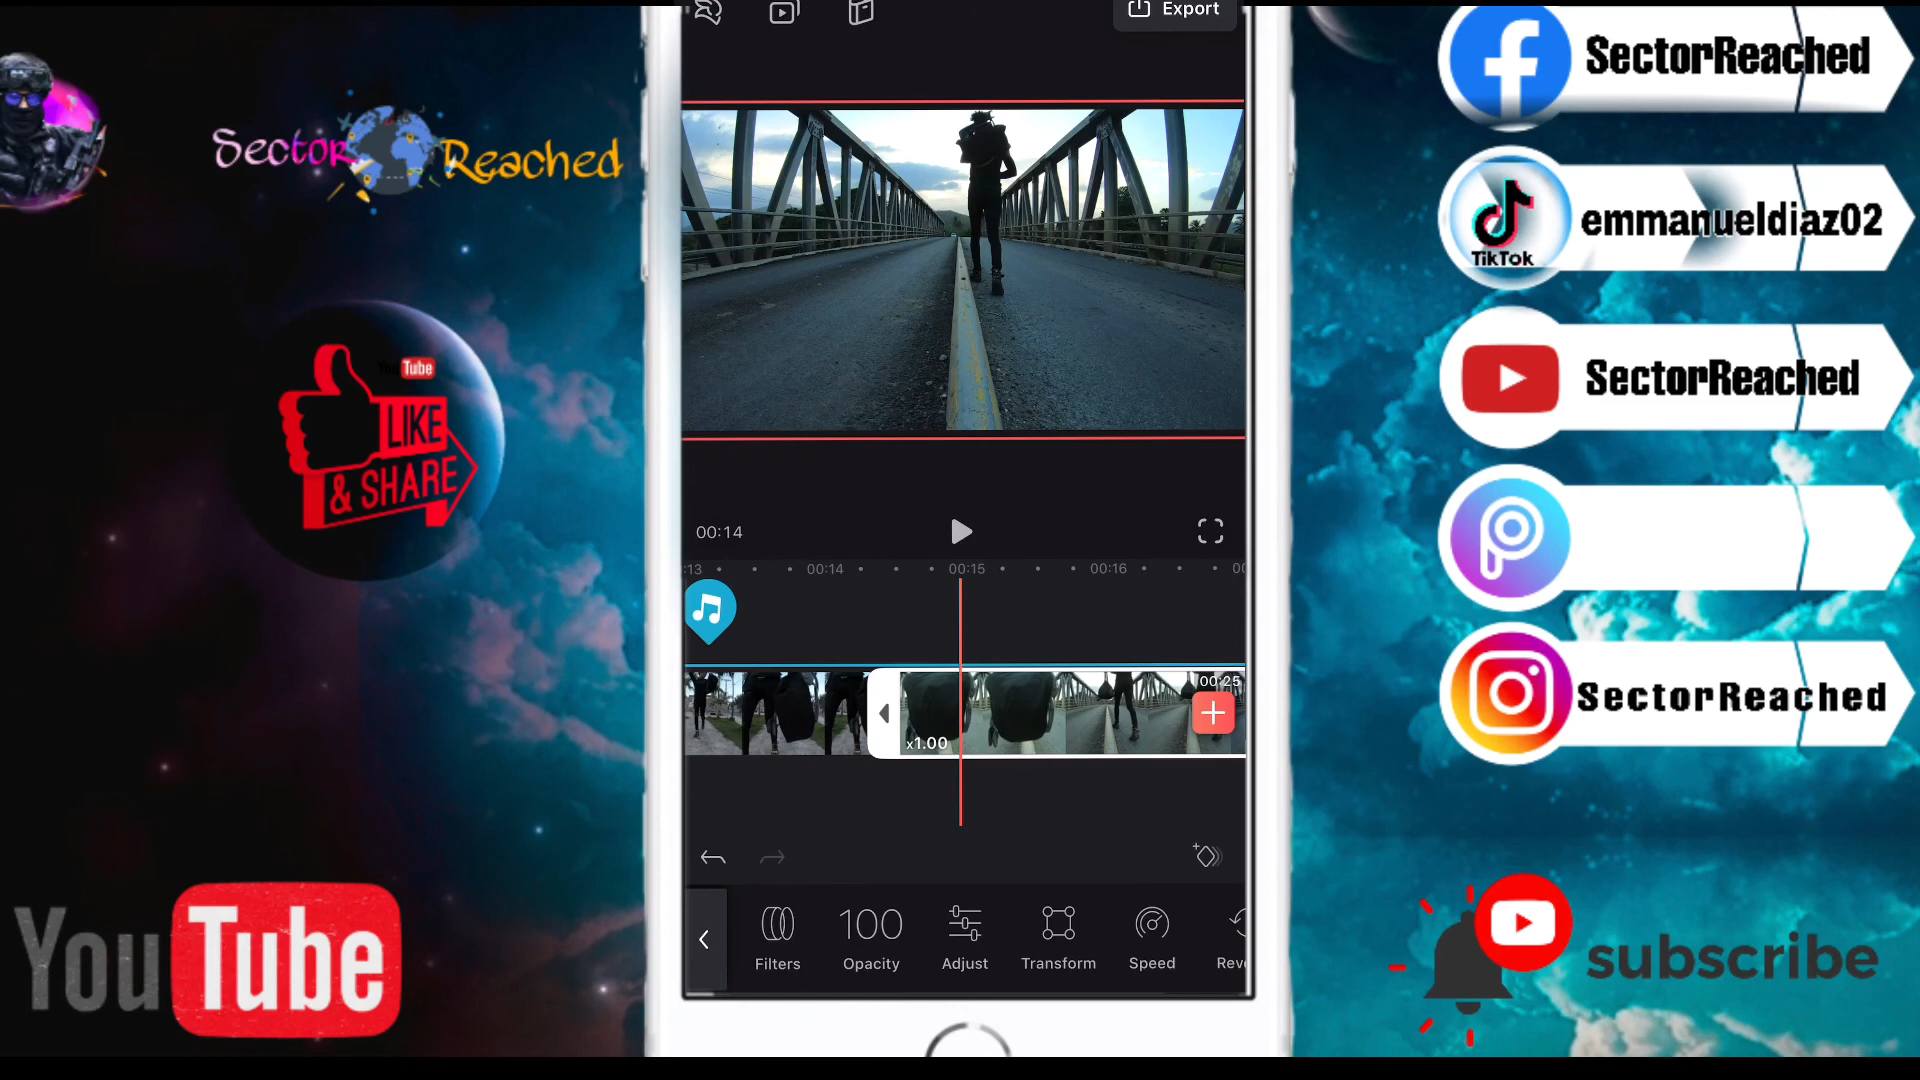 Export
SectorReached
Sector Reached
emmanueldiaz02
TikTok
YouTube
LIKE
& SHARE
SectorReached
00:14
:13 00:14 00:15 00:16
00:25
x1.00
SectorReached
100
Filters Opacity Adjust Transform Speed
YouTube
subscribe